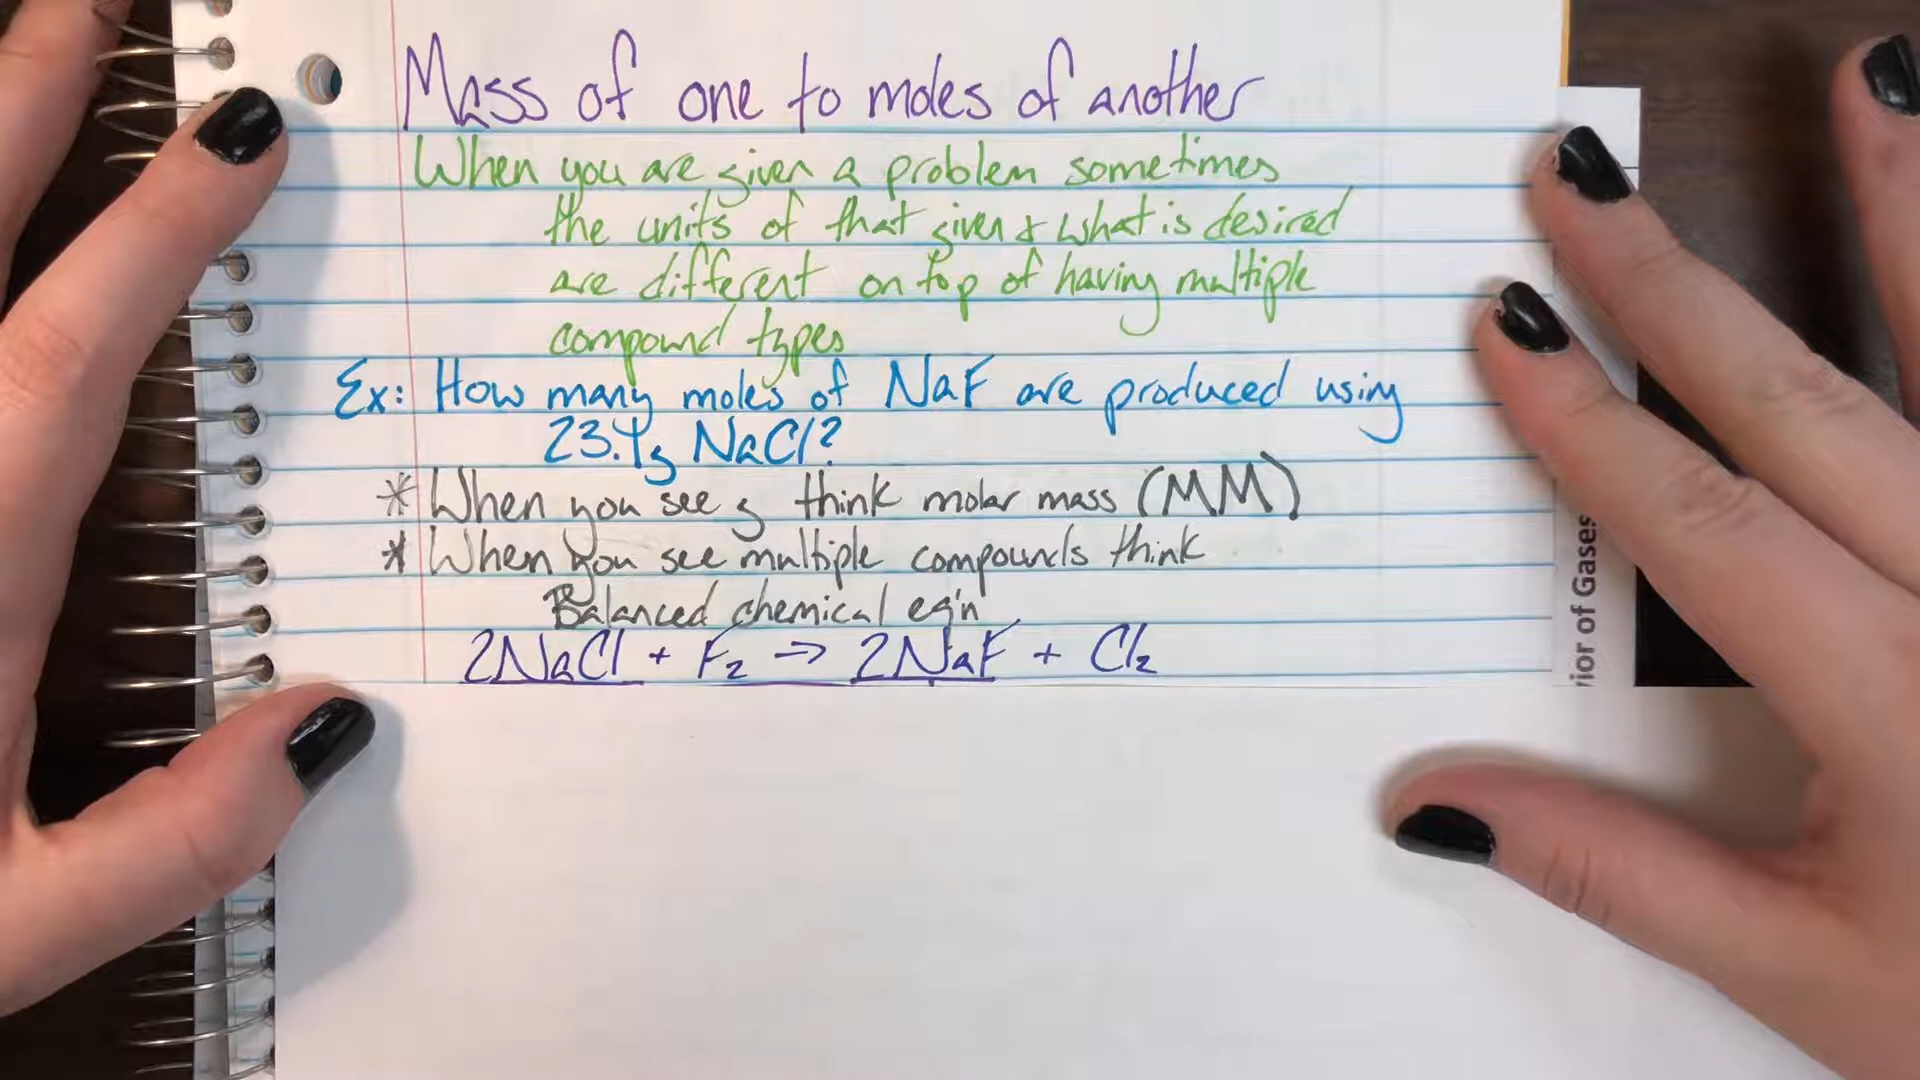 Mass of one to moles of another
When you are given a problem sometimes
the units of that given & what is desired
are different on top of having multiple
compound types
Ex: How many moles of NaF are produced using
23.4g NaCl?
* When you see g think molar mass (MM)
* When you see multiple compounds think
Balanced chemical eq'n
2NaCl + F₂ → 2NaF + Cl₂
ior of Gases